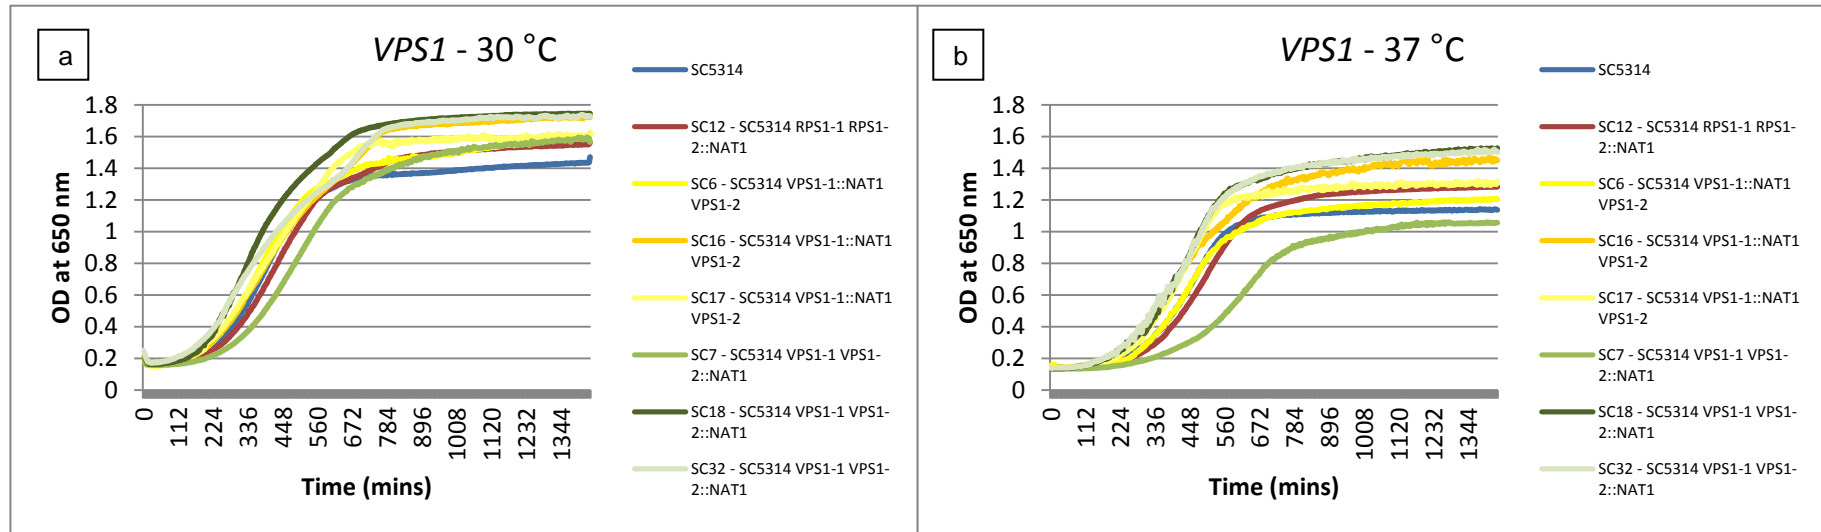 a
VPS1 - 30 °C
OD at 650 nm
1.8
1.6
1.4
1.2
1
0.8
0.6
0.4
0.2
0
0
112
224
336
448
560
672
784
896
1008
1120
1232
1344
Time (mins)
SC5314
SC12 - SC5314 RPS1-1 RPS1-
2::NAT1
SC6 - SC5314 VPS1-1::NAT1
VPS1-2
SC16 - SC5314 VPS1-1::NAT1
VPS1-2
SC17 - SC5314 VPS1-1::NAT1
VPS1-2
SC7 - SC5314 VPS1-1 VPS1-
2::NAT1
SC18 - SC5314 VPS1-1 VPS1-
2::NAT1
SC32 - SC5314 VPS1-1 VPS1-
2::NAT1
b
VPS1 - 37 °C
OD at 650 nm
1.8
1.6
1.4
1.2
1
0.8
0.6
0.4
0.2
0
0
112
224
336
448
560
672
784
896
1008
1120
1232
1344
Time (mins)
SC5314
SC12 - SC5314 RPS1-1 RPS1-
2::NAT1
SC6 - SC5314 VPS1-1::NAT1
VPS1-2
SC16 - SC5314 VPS1-1::NAT1
VPS1-2
SC17 - SC5314 VPS1-1::NAT1
VPS1-2
SC7 - SC5314 VPS1-1 VPS1-
2::NAT1
SC18 - SC5314 VPS1-1 VPS1-
2::NAT1
SC32 - SC5314 VPS1-1 VPS1-
2::NAT1